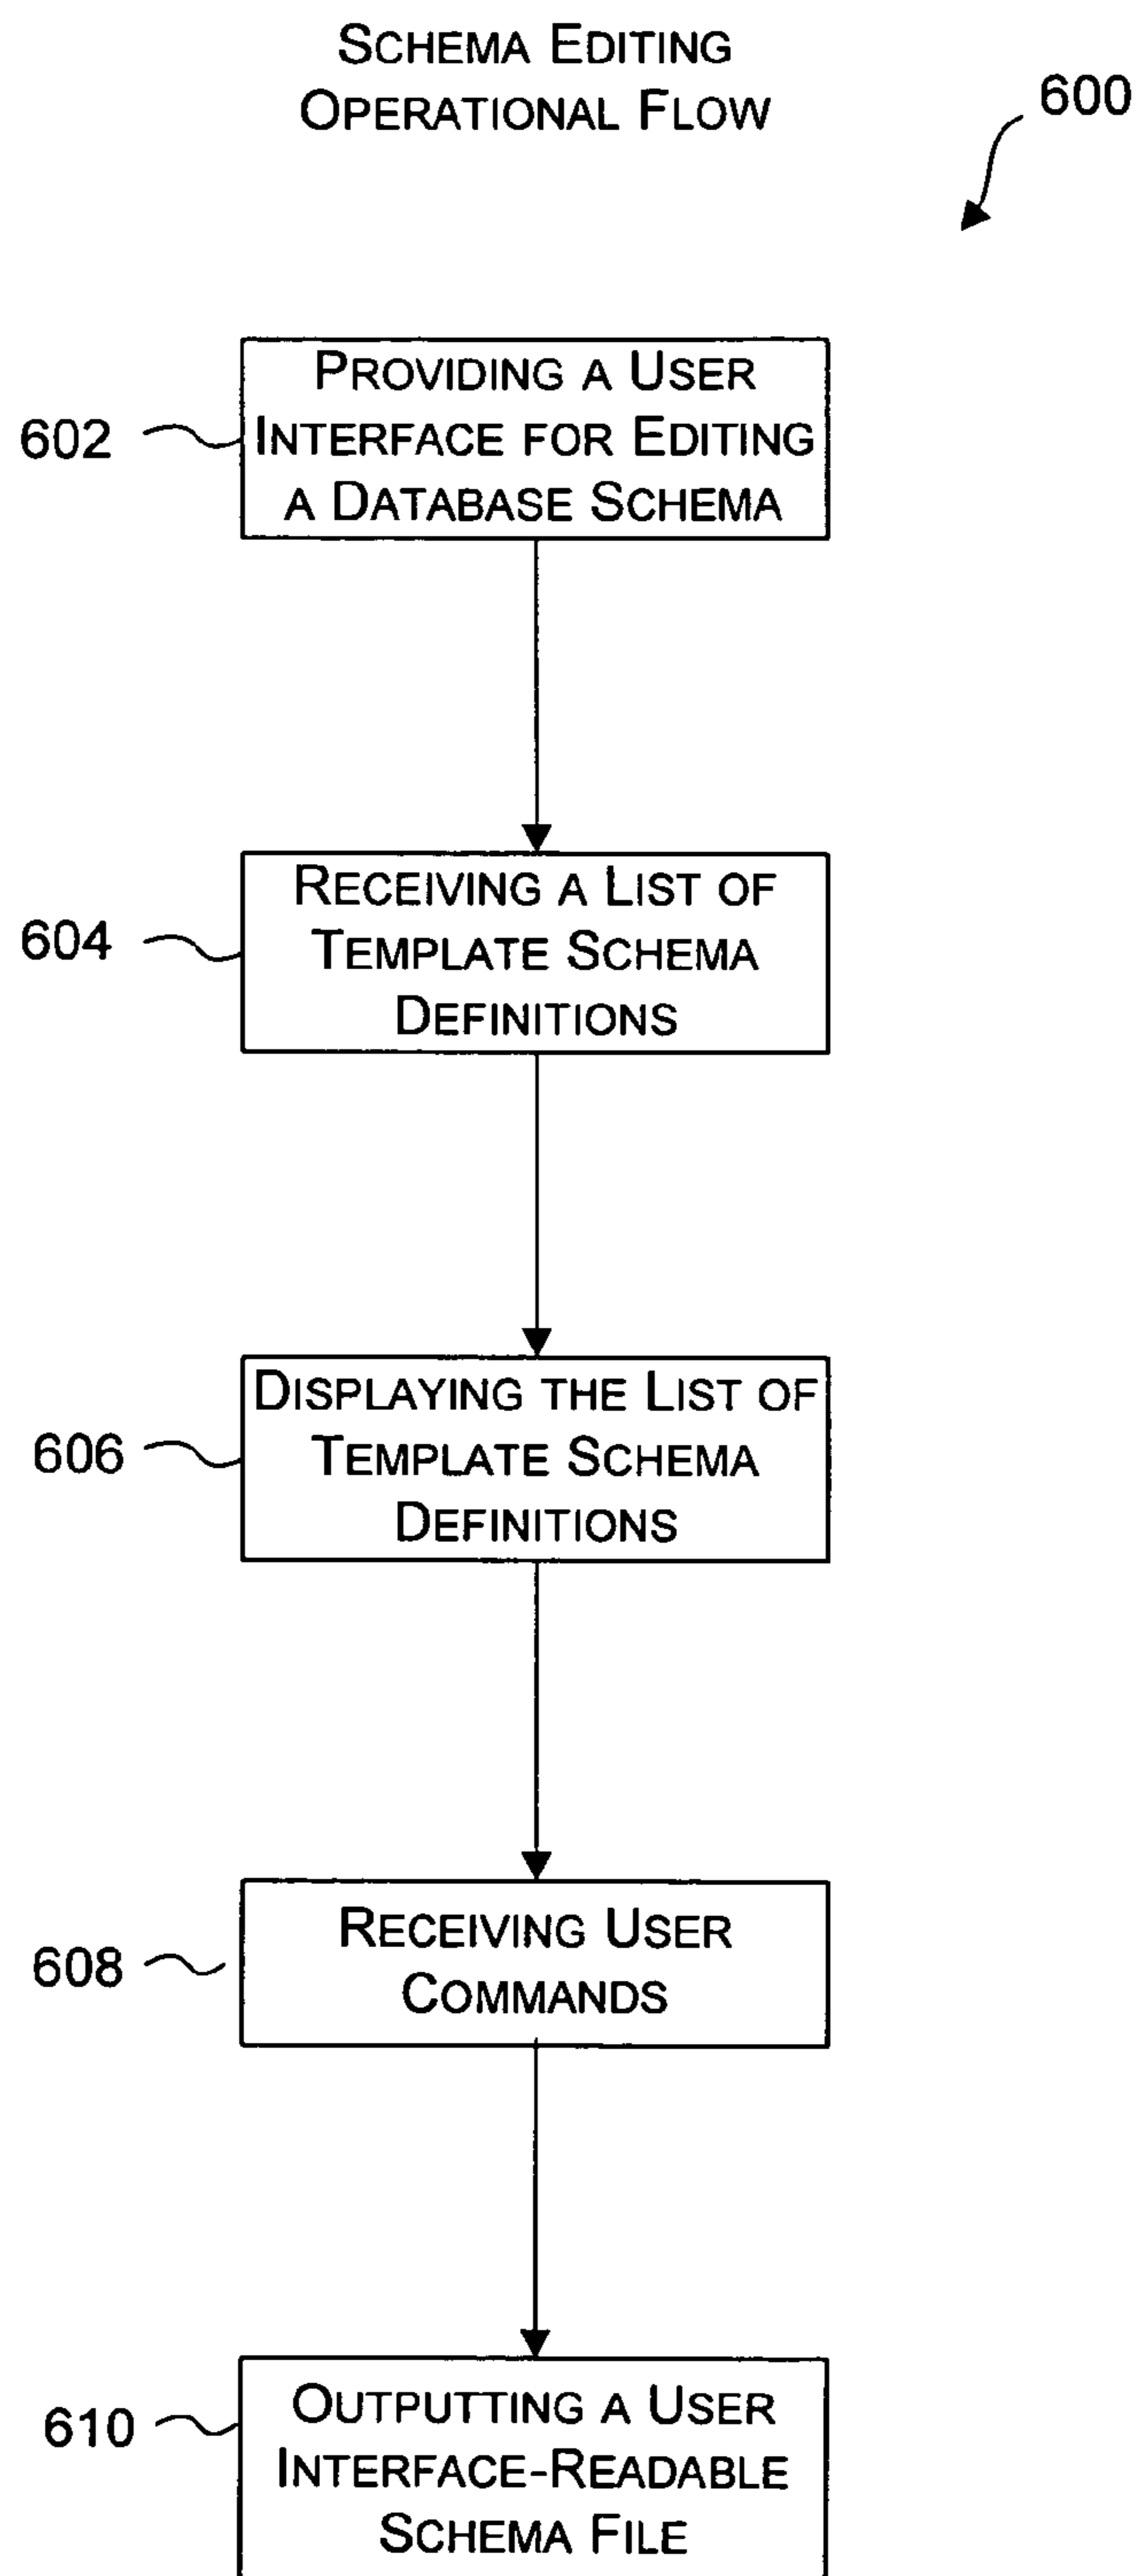 SCHEMA EDITING
OPERATIONAL FLOW
600
602
PROVIDING A USER
INTERFACE FOR EDITING
A DATABASE SCHEMA
604
RECEIVING A LIST OF
TEMPLATE SCHEMA
DEFINITIONS
606
DISPLAYING THE LIST OF
TEMPLATE SCHEMA
DEFINITIONS
608
RECEIVING USER
COMMANDS
610
OUTPUTTING A USER
INTERFACE-READABLE
SCHEMA FILE